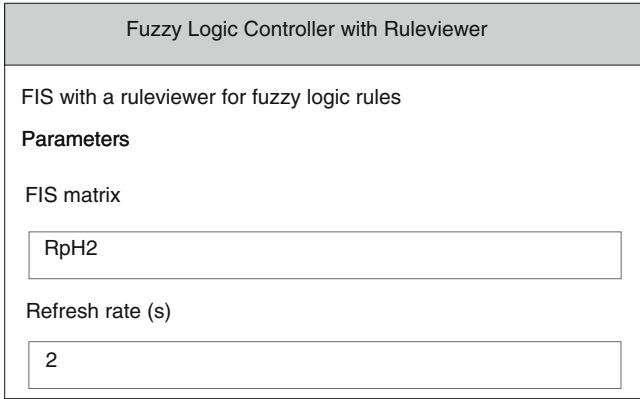 Fuzzy Logic Controller with Ruleviewer
FIS with a ruleviewer for fuzzy logic rules
Parameters
FIS matrix
RpH2
Refresh rate (s)
2